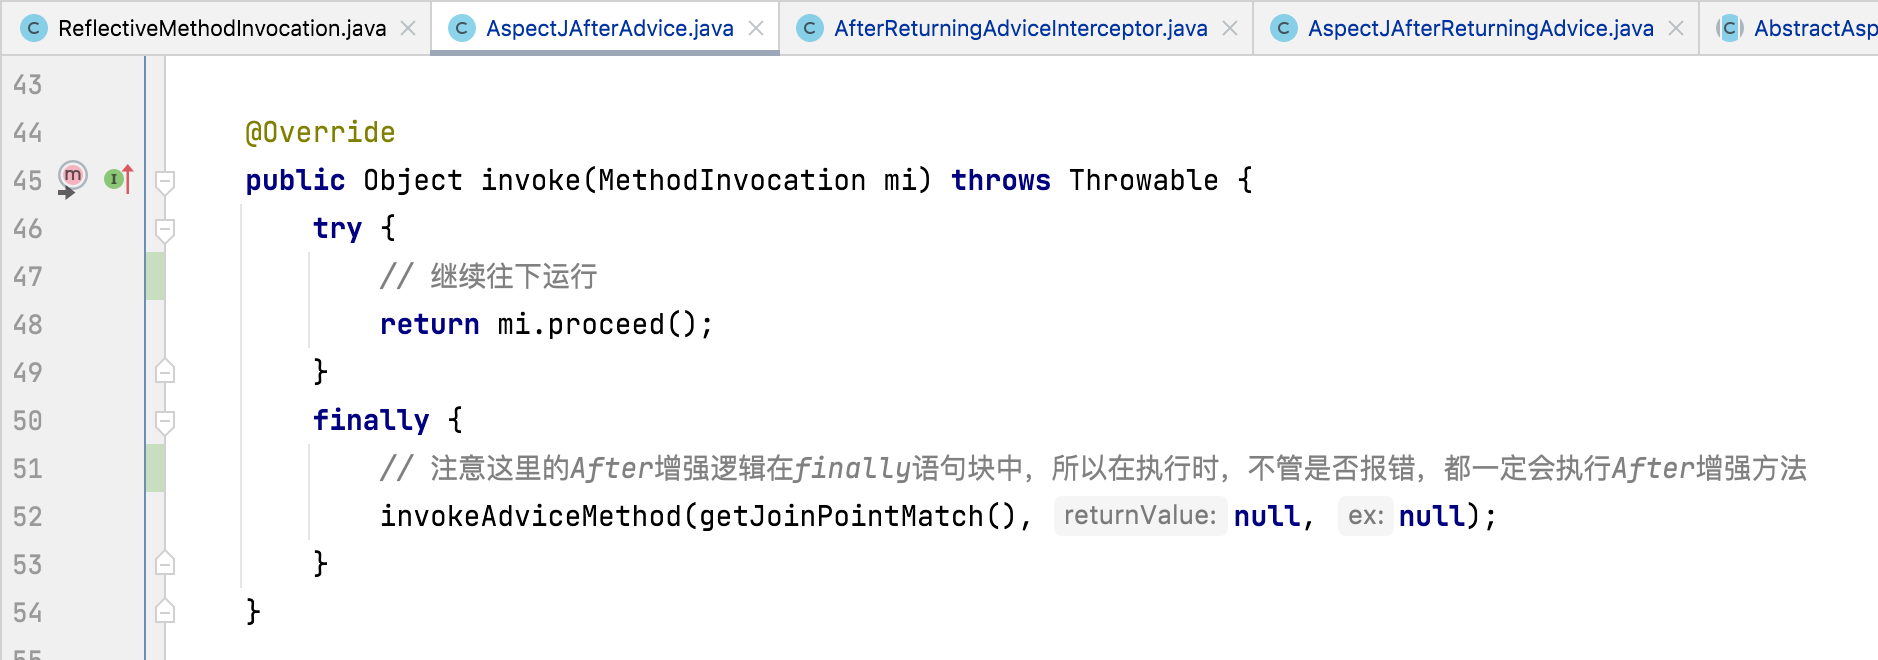 C ReflectiveMethodInvocation.java C AspectJAfterAdvice.java C AfterReturningAdviceInterceptor.java C AspectJAfterReturningAdvice.java C AbstractAsp
43
44 @Override
45 m I public Object invoke(MethodInvocation mi) throws Throwable {
46 try {
47 // 继续往下运行
48 return mi.proceed();
49 }
50 finally {
51 // 注意这里的After增强逻辑在finally语句块中，所以在执行时，不管是否报错，都一定会执行After增强方法
52 invokeAdviceMethod(getJoinPointMatch(), returnValue: null, ex: null);
53 }
54 }
55